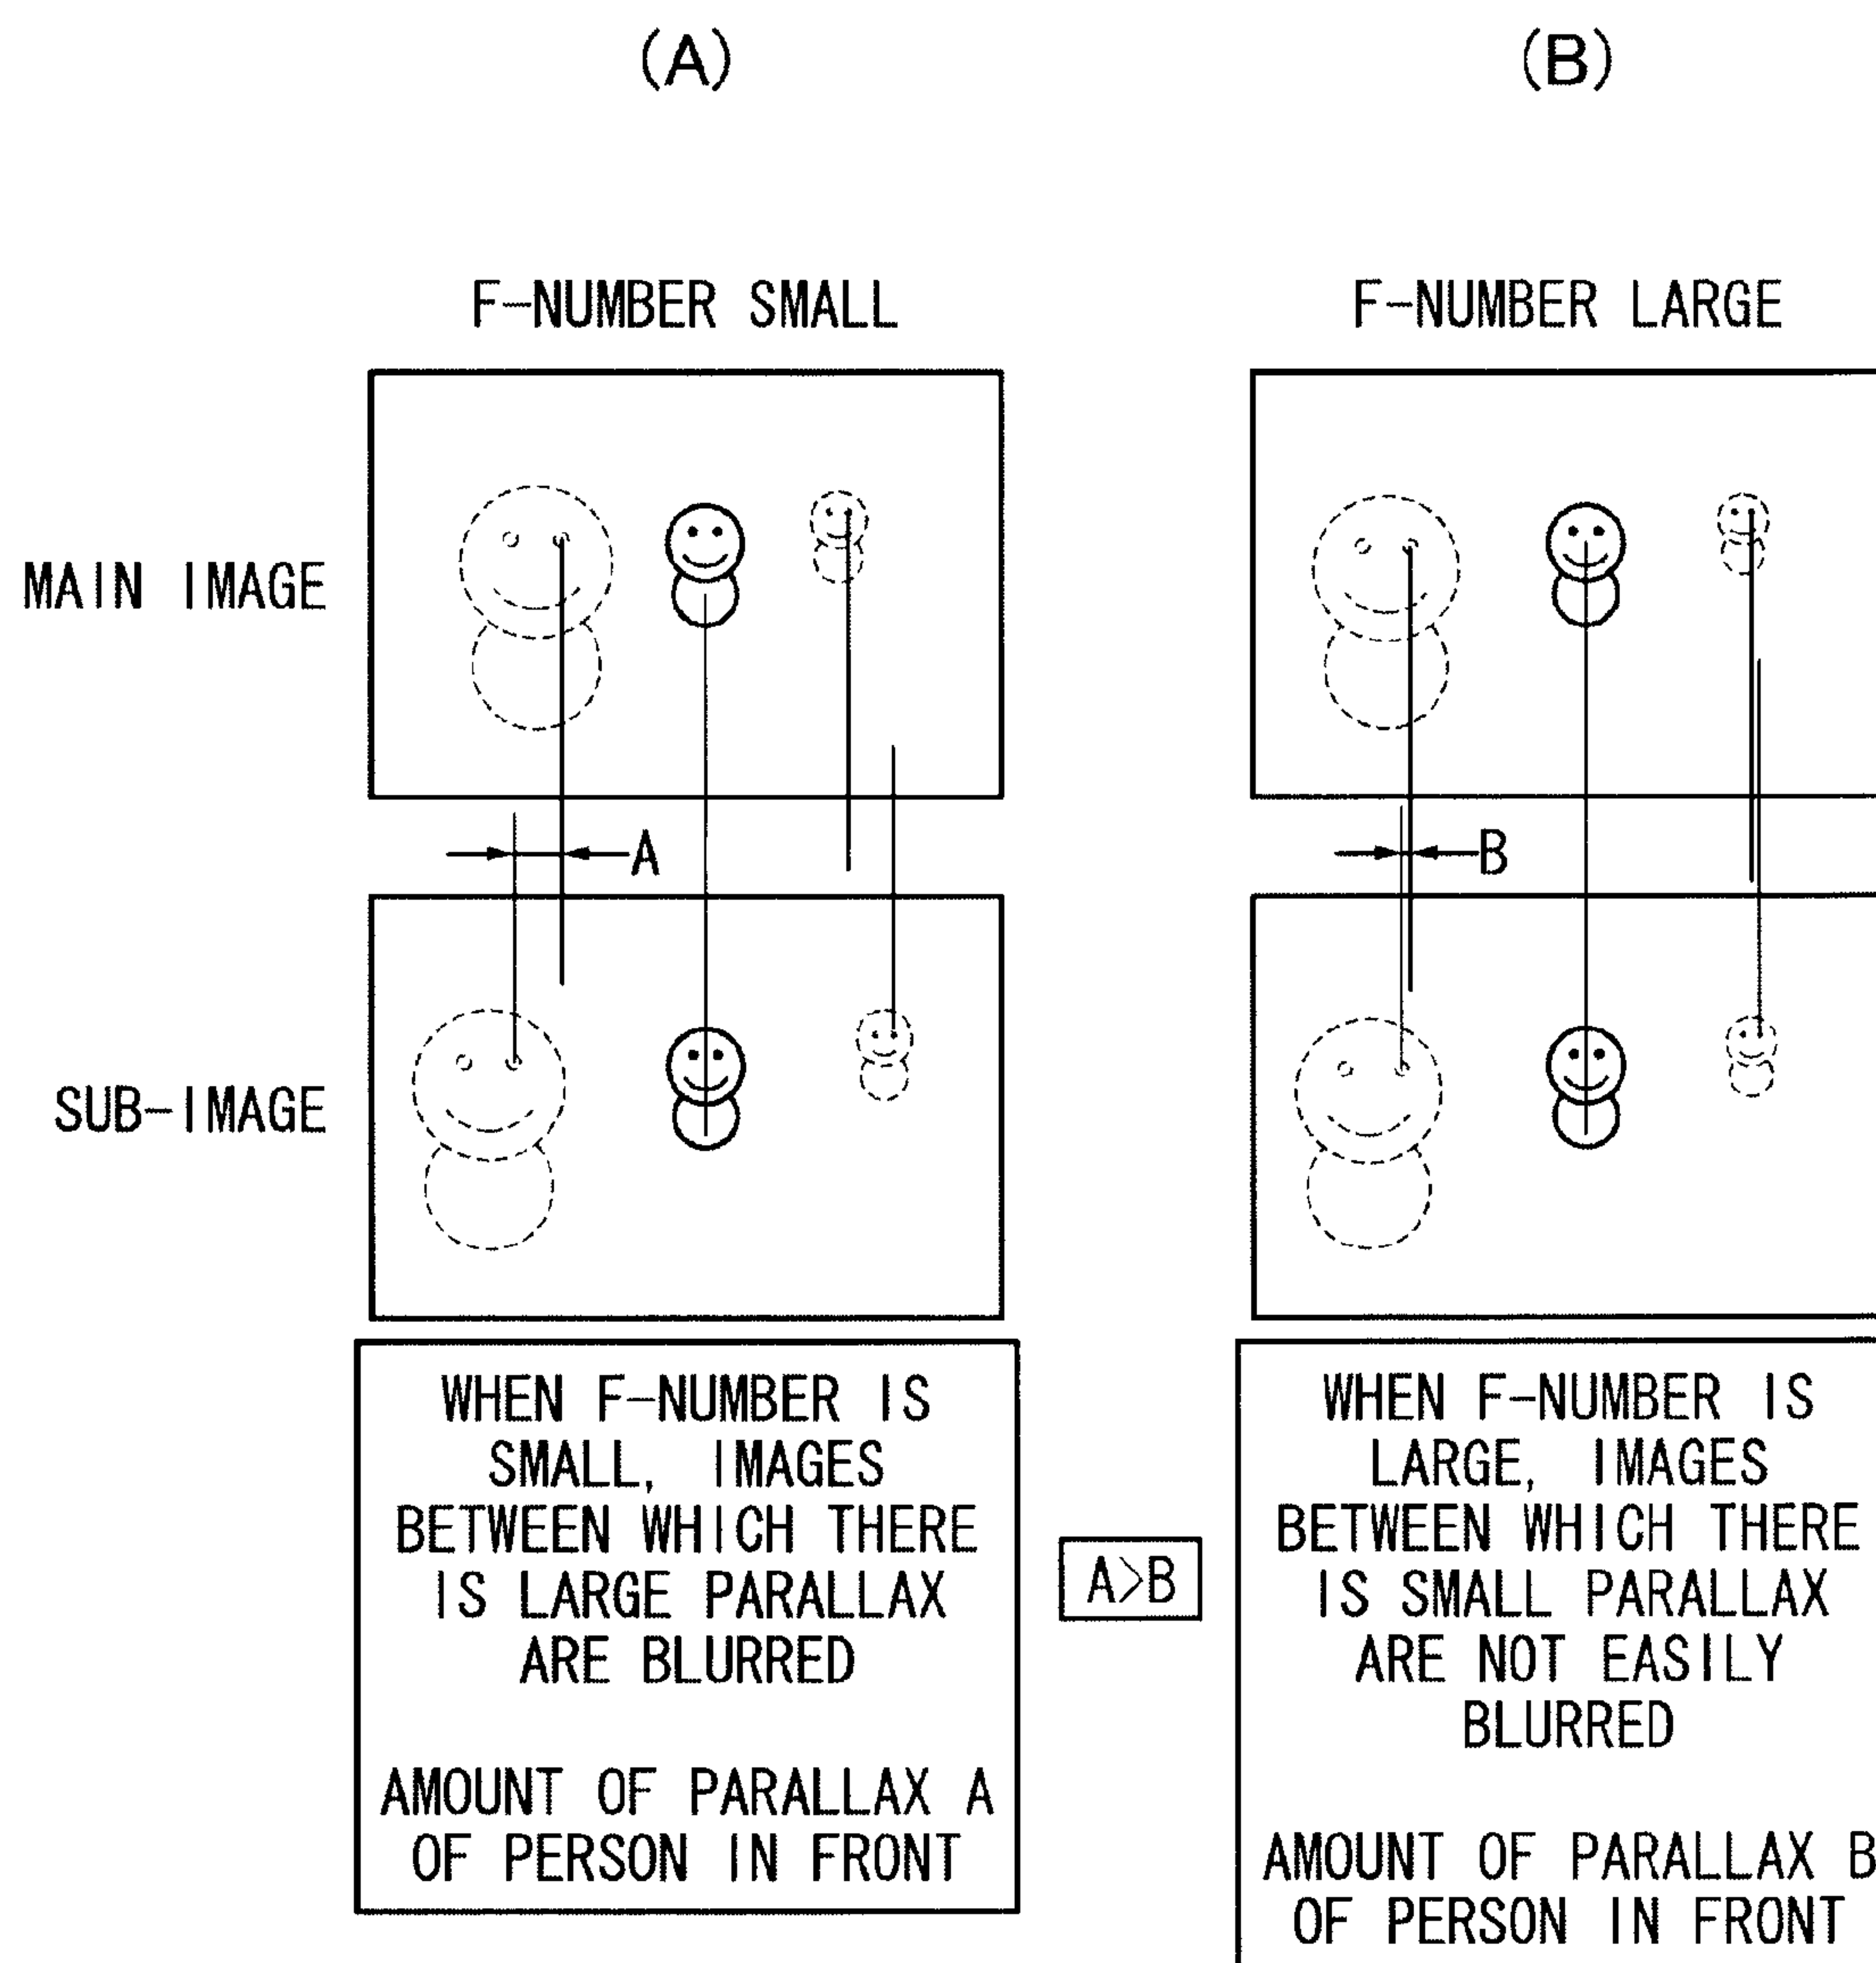 (A)
(B)
F-NUMBER SMALL
F-NUMBER LARGE
MAIN IMAGE
A
B
SUB-IMAGE
WHEN F-NUMBER IS
SMALL, IMAGES
BETWEEN WHICH THERE
IS LARGE PARALLAX
ARE BLURRED
AMOUNT OF PARALLAX A
OF PERSON IN FRONT
A>B
WHEN F-NUMBER IS
LARGE, IMAGES
BETWEEN WHICH THERE
IS SMALL PARALLAX
ARE NOT EASILY
BLURRED
AMOUNT OF PARALLAX B
OF PERSON IN FRONT